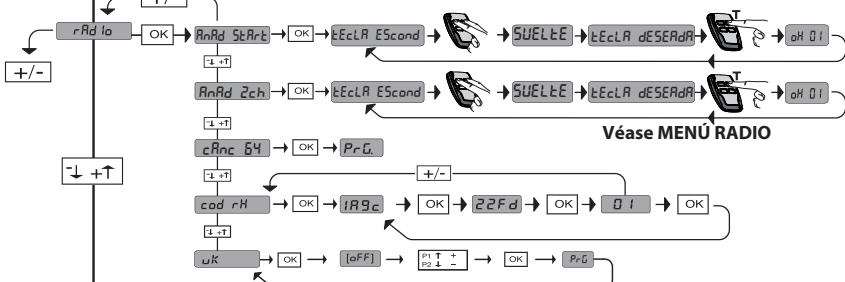 +/-
rAd Io OK AnAd StArt OK tEcLA EScond SUELtE tEcLA dESEAdA T oH 01
+/-
-↓ +↑
AnAd 2ch OK tEcLA EScond SUELtE tEcLA dESEAdA T oH 01
-↓ +↑
Véase MENÚ RADIO
cAnc 64 OK PrG.
-↓ +↑
-↓ +↑
+/-
cod rH OK 1A9c OK 22Fd OK 01 OK
-↓ +↑
uK OK [oFF] P1 ↑ + OK PrG
P2 ↓ -